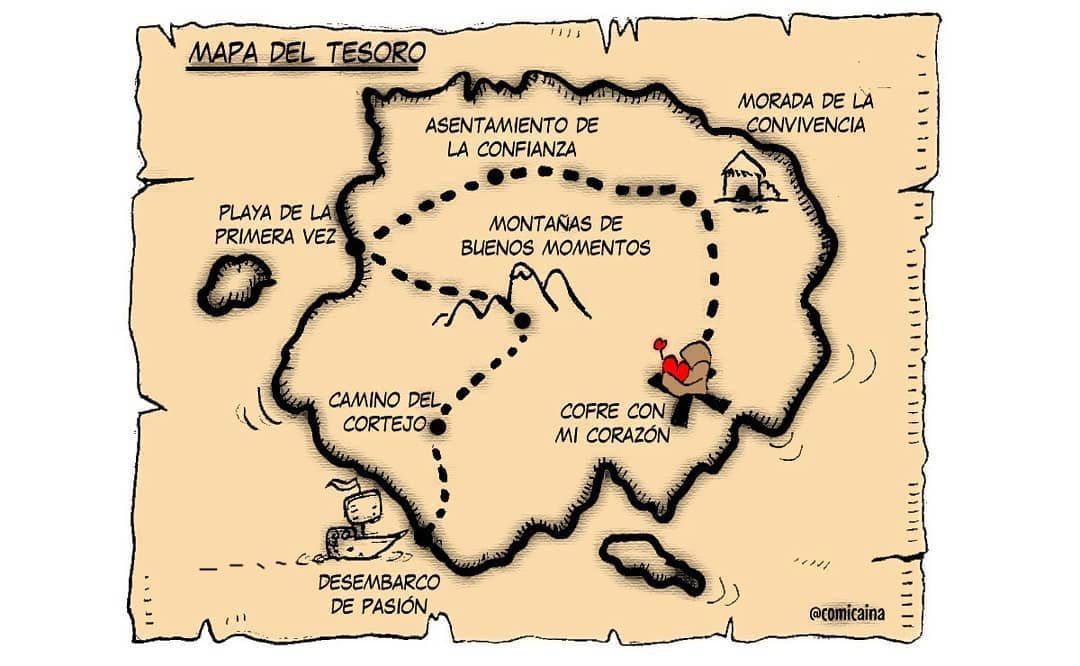 MAPA DEL TESORO
MORADA DE LA
CONVIVENCIA
ASENTAMIENTO DE
LA CONFIANZA
PLAYA DE LA
PRIMERA VEZ
MONTAÑAS DE
BUENOS MOMENTOS
CAMINO DEL
CORTEJO
COFRE CON
MI CORAZÓN
DESEMBARCO
DE PASIÓN
@comicaina